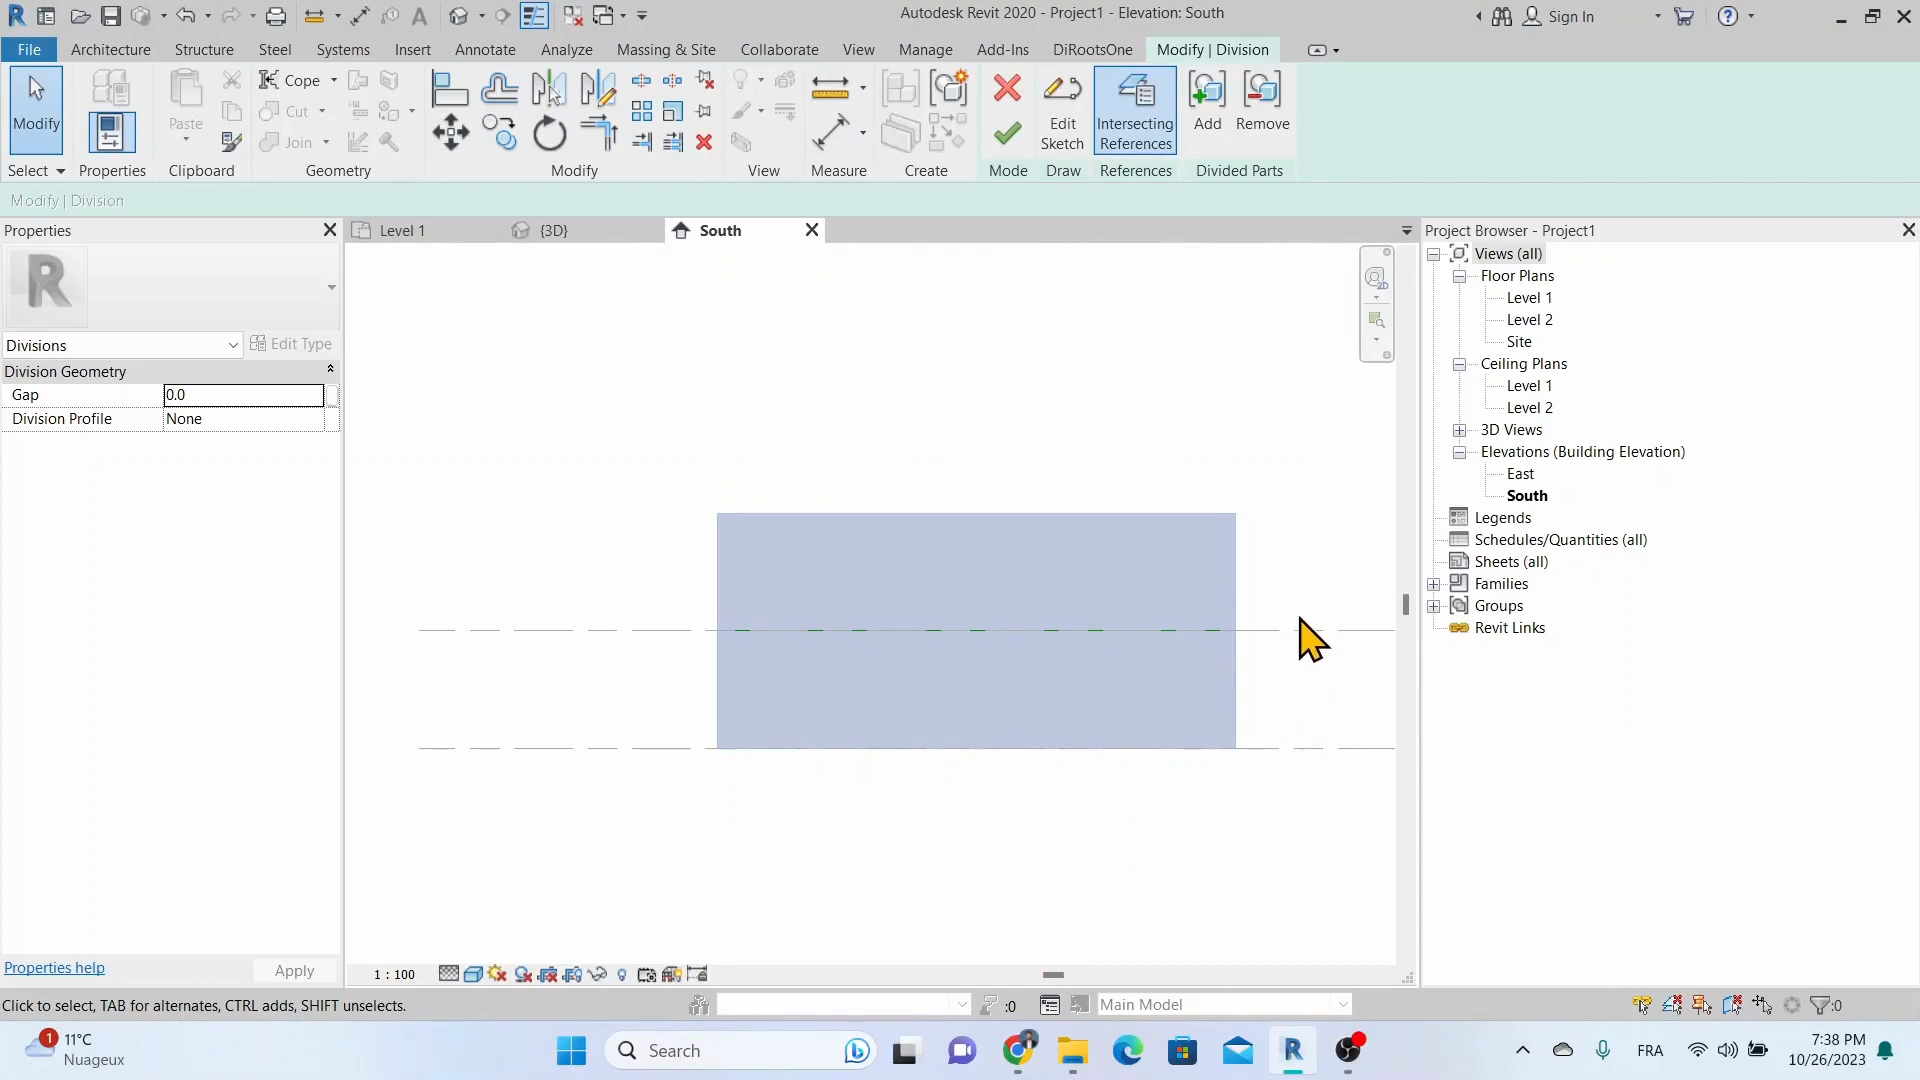 Autodesk Revit 2020 - Project1 - Elevation: South
Sign In
File
Architecture
Structure
Steel
Systems
Insert
Annotate
Analyze
Massing & Site
Collaborate
View
Manage
Add-Ins
DiRootsOne
Modify | Division
Modify
Paste
Cope
Cut
Join
Edit
Sketch
Intersecting
References
Add
Remove
Select
Properties
Clipboard
Geometry
Modify
View
Measure
Create
Mode
Draw
References
Divided Parts
Modify | Division
Properties
Divisions
Edit Type
Division Geometry
Gap
0.0
Division Profile
None
Properties help
Apply
Level 1
{3D}
South
2D
1 : 100
Project Browser - Project1
Views (all)
Floor Plans
Level 1
Level 2
Site
Ceiling Plans
Level 1
Level 2
3D Views
Elevations (Building Elevation)
East
South
Legends
Schedules/Quantities (all)
Sheets (all)
Families
Groups
Revit Links
Click to select, TAB for alternates, CTRL adds, SHIFT unselects.
:0
Main Model
:0
1
11°C
Nuageux
Search
FRA
7:38 PM
10/26/2023